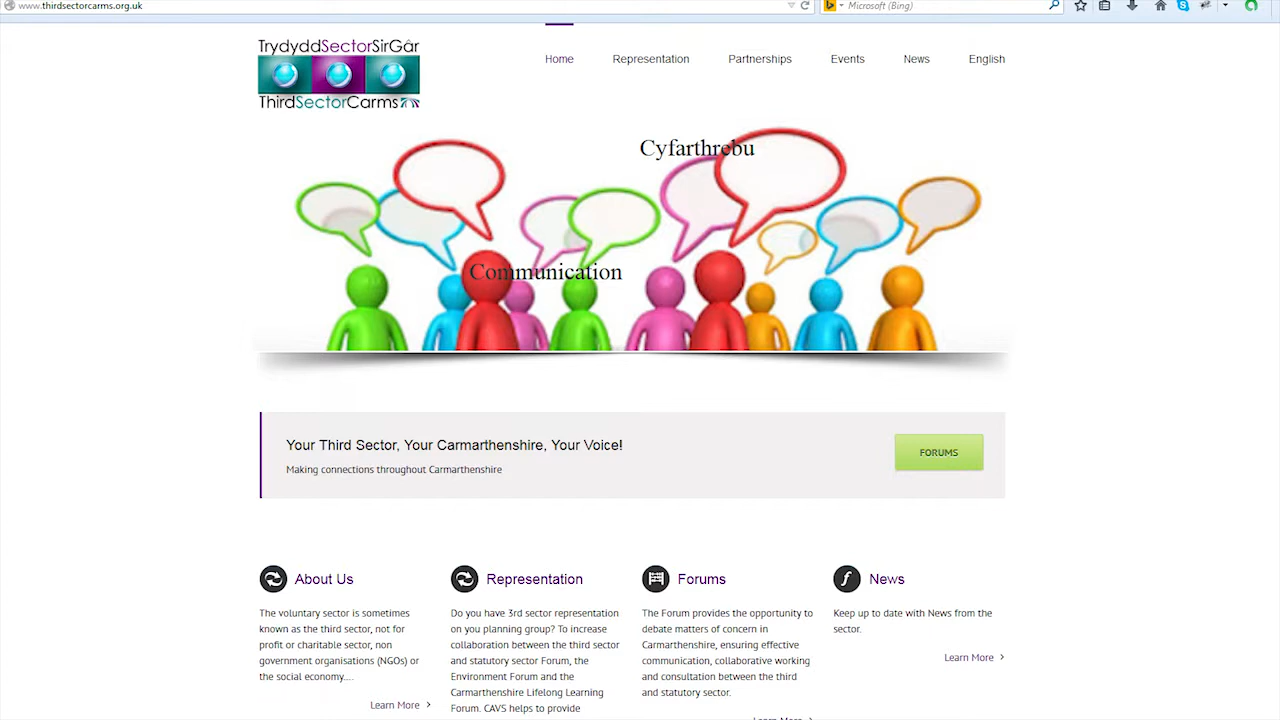 www.thirdsectorcarms.org.uk
Microsoft (Bing)
TrydyddSectorSirGâr
ThirdSectorCarms
Home
Representation
Partnerships
Events
News
English
Cyfarthrebu
Communication
Your Third Sector, Your Carmarthenshire, Your Voice!
Making connections throughout Carmarthenshire
FORUMS
About Us
The voluntary sector is sometimes
known as the third sector, not for
profit or charitable sector, non
government organisations (NGOs) or
the social economy....
Learn More
Representation
Do you have 3rd sector representation
on you planning group? To increase
collaboration between the third sector
and statutory sector Forum, the
Environment Forum and the
Carmarthenshire Lifelong Learning
Forum. CAVS helps to provide
Forums
The Forum provides the opportunity to
debate matters of concern in
Carmarthenshire, ensuring effective
communication, collaborative working
and consultation between the third
and statutory sector.
Learn More
News
Keep up to date with News from the
sector.
Learn More